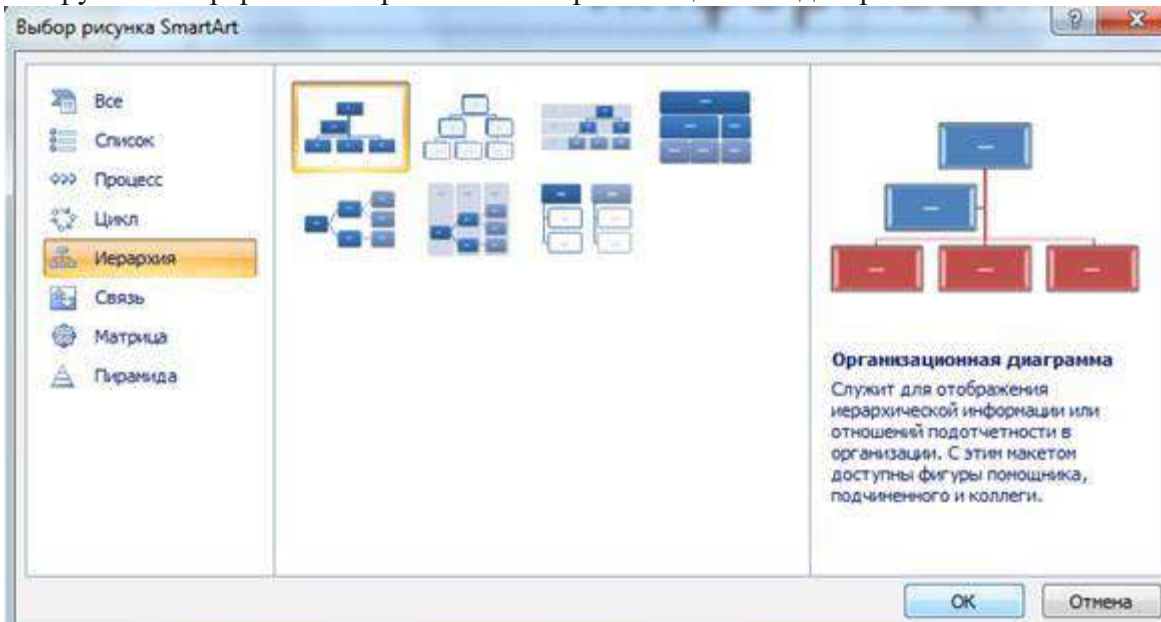 Выбор рисунка SmartArt
Все
Список
Процесс
Цикл
Иерархия
Связь
Матрица
Пирамида
Организационная диаграмма
Служит для отображения
иерархической информации или
отношений подотчетности в
организации. С этим макетом
доступны фигуры помощника,
подчиненного и коллеги.
ОК
Отмена